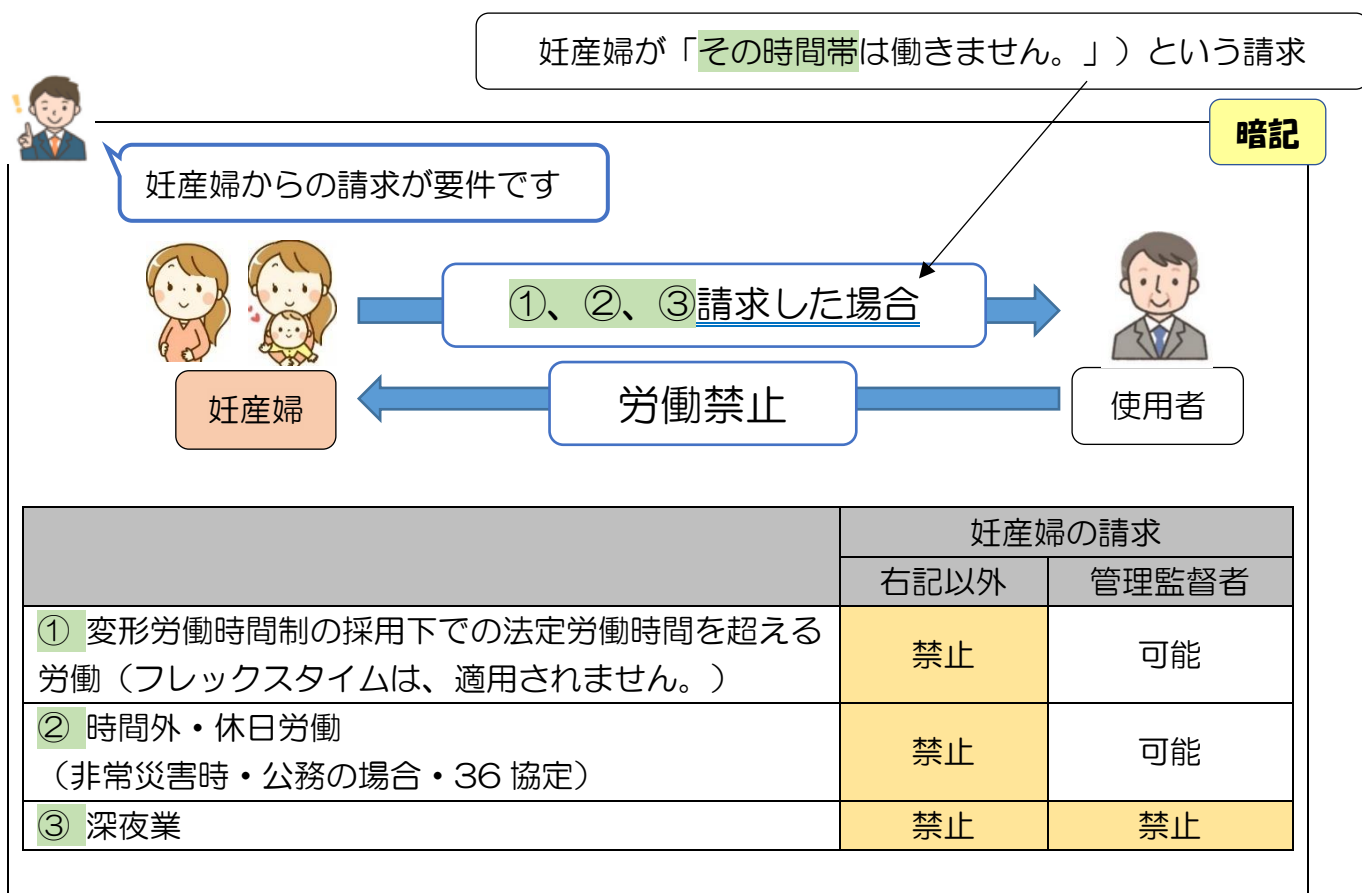 妊産婦が「その時間帯は働きません。」）という請求
暗記
妊産婦からの請求が要件です
①、②、③請求した場合
妊産婦
労働禁止
使用者
妊産婦の請求
右記以外
管理監督者
① 変形労働時間制の採用下での法定労働時間を超える
労働（フレックスタイムは、適用されません。）
禁止
可能
② 時間外・休日労働
（非常災害時・公務の場合・36 協定）
禁止
可能
③ 深夜業
禁止
禁止